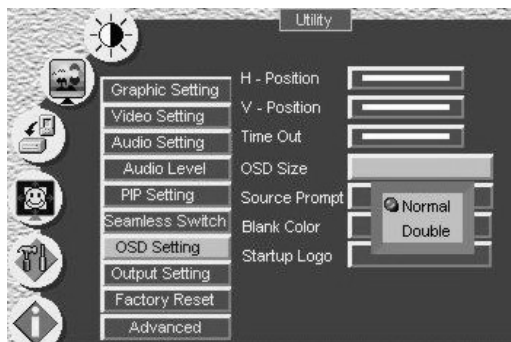 Utility
Graphic Setting
Video Setting
Audio Setting
Audio Level
PIP Setting
Seamless Switch
OSD Setting
Output Setting
Factory Reset
Advanced
H - Position
V - Position
Time Out
OSD Size
Source Prompt
Blank Color
Startup Logo
Normal
Double